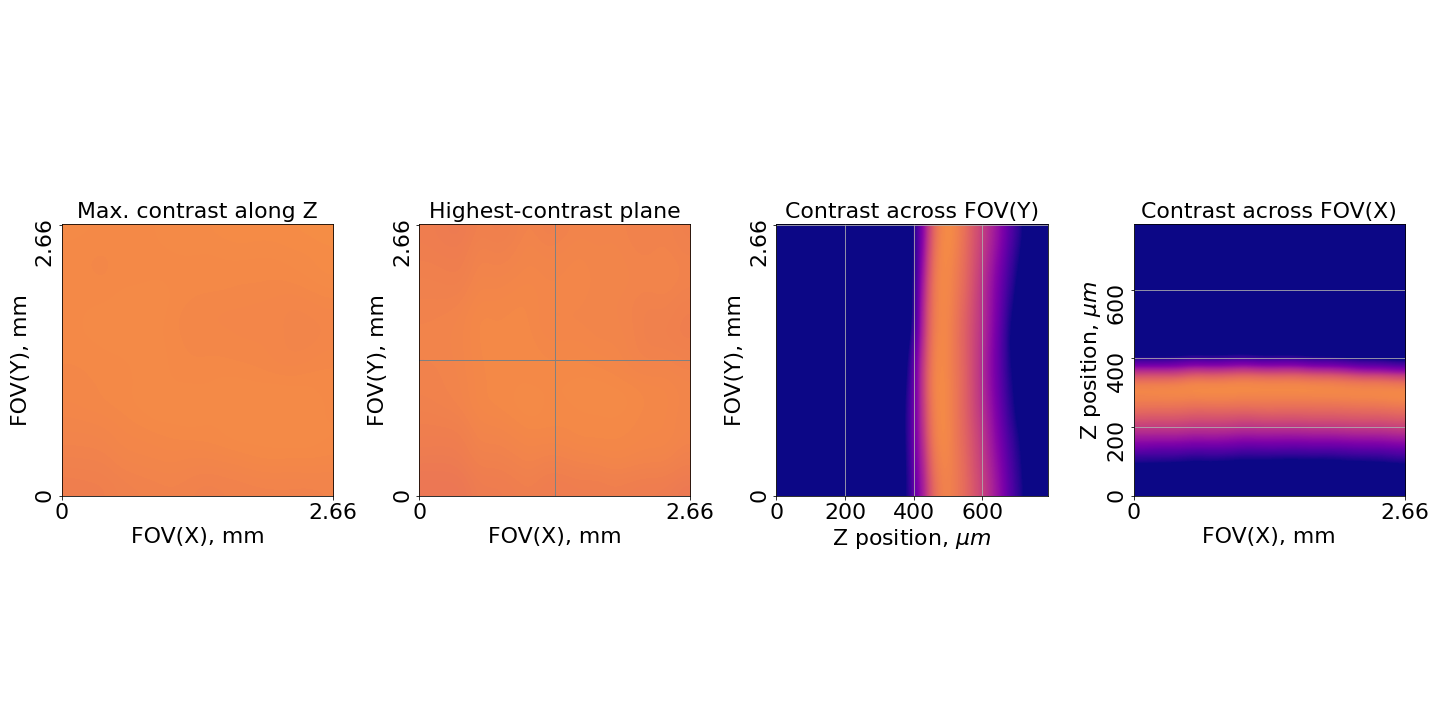 Max. contrast along Z
2.66
FOV(Y), mm
0
0
2.66
FOV(X), mm
Highest-contrast plane
2.66
FOV(Y), mm
0
0
2.66
FOV(X), mm
Contrast across FOV(Y)
2.66
FOV(Y), mm
0
0
200
400
600
Z position, μm
Contrast across FOV(X)
600
400
200
0
Z position, μm
0
2.66
FOV(X), mm